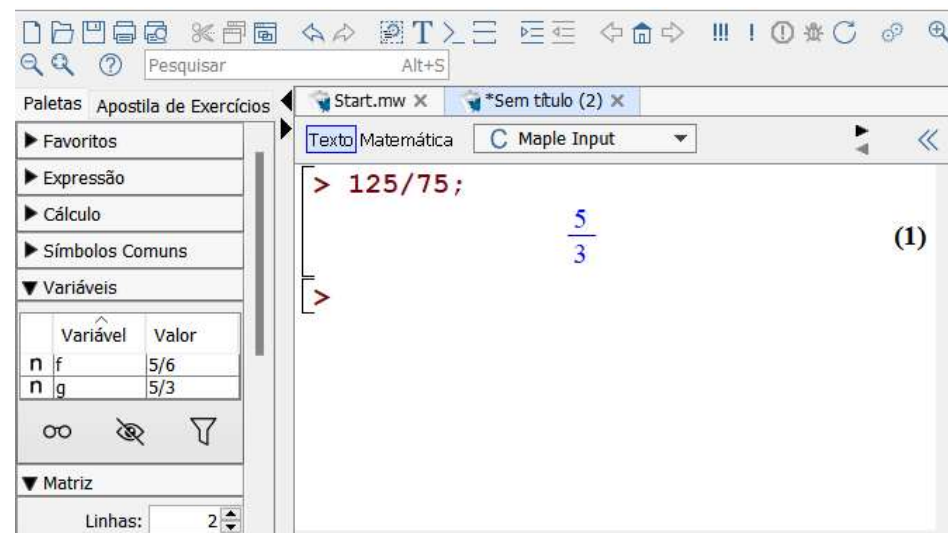 Pesquisar Alt+S
Paletas Apostila de Exercícios
Start.mw *Sem título (2)
Texto Matemática C Maple Input
Favoritos
Expressão
Cálculo
Símbolos Comuns
Variáveis
Variável Valor
n f 5/6
n g 5/3
Matriz
Linhas: 2
> 125/75;
5
3
(1)
>